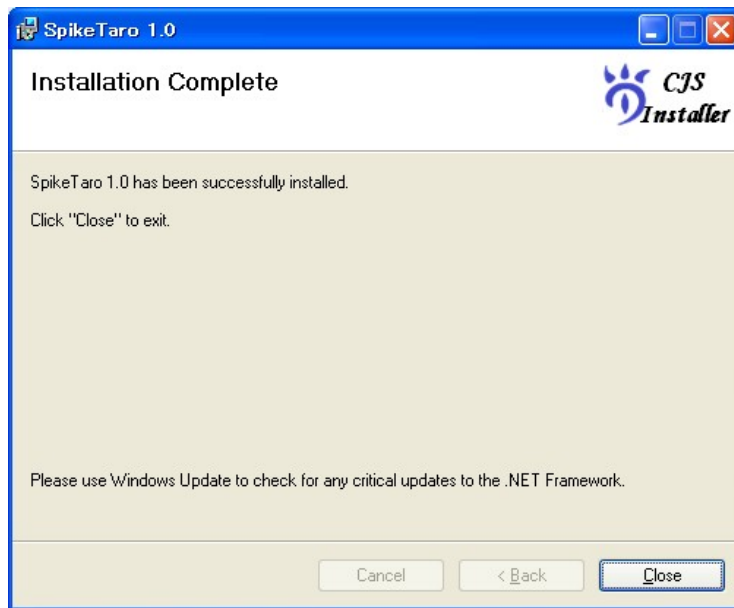 SpikeTaro 1.0
Installation Complete
CJS
Installer
SpikeTaro 1.0 has been successfully installed.
Click "Close" to exit.
Please use Windows Update to check for any critical updates to the .NET Framework.
Cancel
< Back
Close